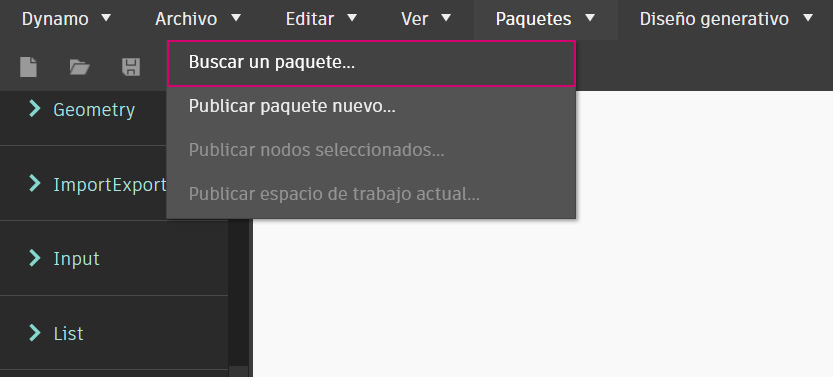 Dynamo Archivo Editar Ver Paquetes Diseño generativo
Buscar un paquete...
Geometry
Publicar paquete nuevo...
Publicar nodos seleccionados...
ImportExport
Publicar espacio de trabajo actual...
Input
List